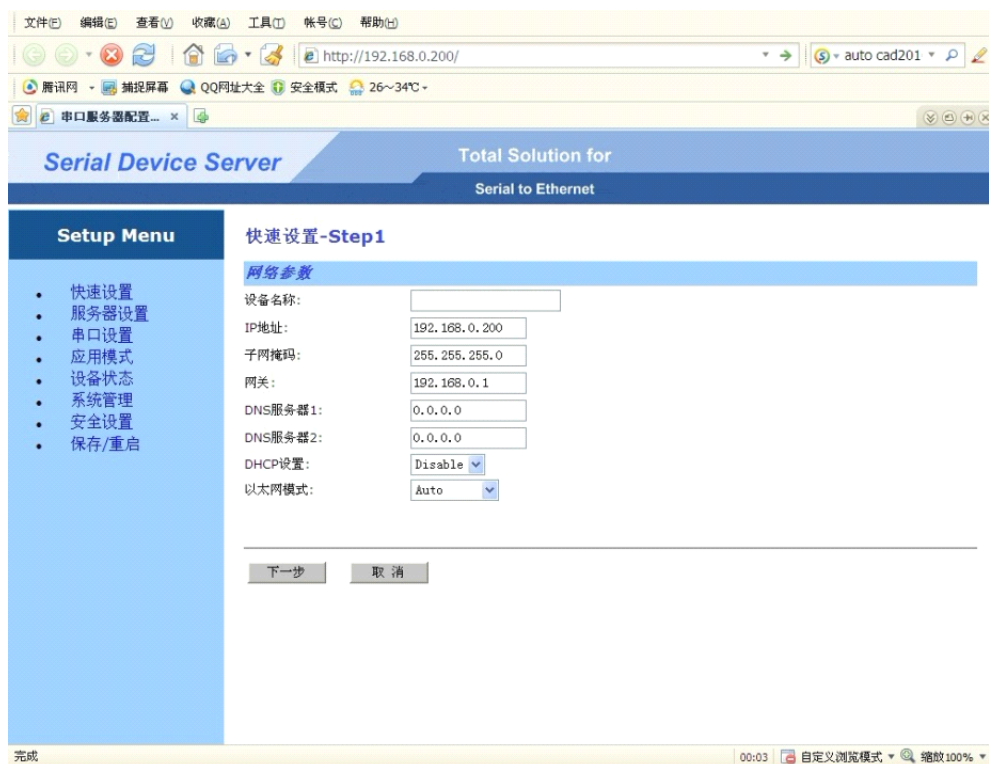 文件(F) 编辑(E) 查看(V) 收藏(A) 工具(T) 帐号(C) 帮助(H)
http://192.168.0.200/ auto cad201
腾讯网 捕捉屏幕 QQ网址大全 安全模式 26~34℃
串口服务器配置...
Serial Device Server
Total Solution for
Serial to Ethernet
Setup Menu
快速设置
服务器设置
串口设置
应用模式
设备状态
系统管理
安全设置
保存/重启
快速设置-Step1
网络参数
设备名称:
IP地址: 192.168.0.200
子网掩码: 255.255.255.0
网关: 192.168.0.1
DNS服务器1: 0.0.0.0
DNS服务器2: 0.0.0.0
DHCP设置: Disable
以太网模式: Auto
下一步 取 消
完成 00:03 自定义浏览模式 缩放100%